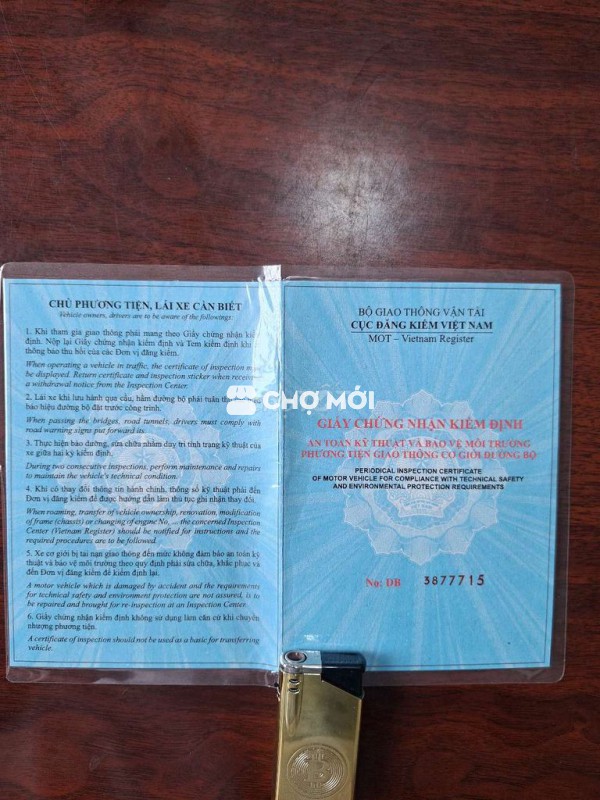 CHỦ PHƯƠNG TIỆN, LÁI XE CẦN BIẾT
Vehicle owners, drivers are to be aware of the followings:
1. Khi tham gia giao thông phải mang theo Giấy chứng nhận kiểm
định. Nộp lại Giấy chứng nhận kiểm định và Tem kiểm định khi
thông báo thu hồi của các Đơn vị đăng kiểm.
When operating a vehicle in traffic, the certificate of inspection must
be displayed. Return certificate and inspection sticker when receiving
a withdrawal notice from the Inspection Center.
2. Lái xe khi lưu hành qua cầu, hầm đường bộ phải tuân
báo hiệu đường bộ đặt trước công trình.
When passing the bridges, road tunnels, drivers must comply with
road warning signs put forward its.
3. Thực hiện bảo dưỡng, sửa chữa nhằm duy trì tình trạng kỹ thuật của xe
giữa hai kỳ kiểm định.
During two consecutive inspections, perform maintenance and repairs
to maintain the vehicle's technical condition.
4. Khi có thay đổi thông tin hành chính, thông số kỹ thuật phải đến
Đơn vị đăng kiểm để được hướng dẫn làm thủ tục ghi nhận thay đổi.
When roaming, transfer of vehicle ownership, renovation, modification
of frame (chassis) or changing of engine No, ... the concerned Inspection
Center (Vietnam Register) should be notified for instructions and the
required procedures are to be followed.
5. Xe cơ giới bị tai nạn giao thông đến mức không đảm bảo an toàn kỹ
thuật và bảo vệ môi trường theo quy định phải sửa chữa, khắc phục và
đến Đơn vị đăng kiểm để kiểm định lại.
A motor vehicle which is damaged by accident and the requirements
for technical safety and environment protection are not assured, is to
be repaired and brought for re-inspection at an Inspection Center.
6. Giấy chứng nhận kiểm định không sử dụng làm căn cứ khi chuyển
nhượng phương tiện.
A certificate of inspection should not be used as a basic for transferring
vehicle.
BỘ GIAO THÔNG VẬN TẢI
CỤC ĐĂNG KIỂM VIỆT NAM
MOT – Vietnam Register
CHỢ MỚI
GIẤY CHỨNG NHẬN KIỂM ĐỊNH
AN TOÀN KỸ THUẬT VÀ BẢO VỆ MÔI TRƯỜNG
PHƯƠNG TIỆN GIAO THÔNG CƠ GIỚI ĐƯỜNG BỘ
PERIODICAL INSPECTION CERTIFICATE
OF MOTOR VEHICLE FOR COMPLIANCE WITH TECHNICAL SAFETY
AND ENVIRONMENTAL PROTECTION REQUIREMENTS
No: DB 3877715